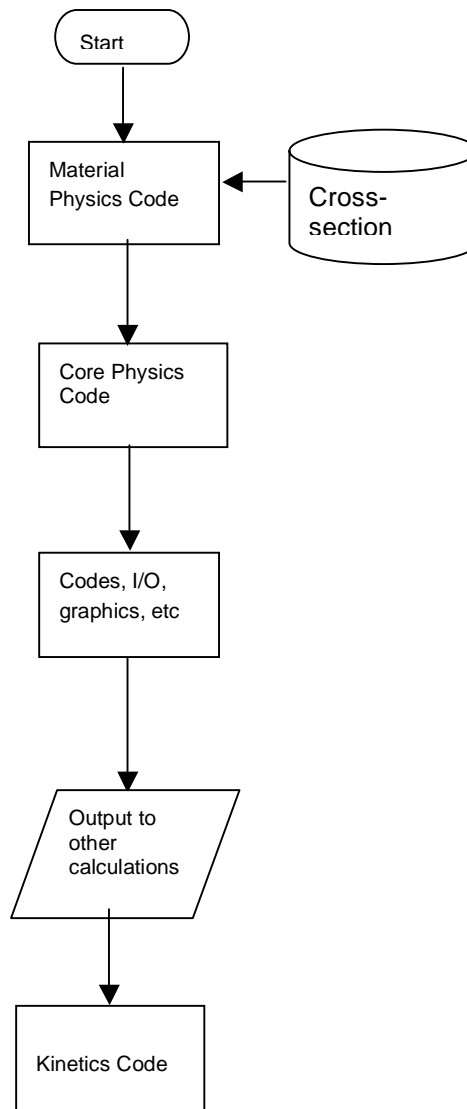 Start
Material
Physics Code
Cross-
section
Core Physics
Code
Codes, I/O,
graphics, etc
Output to
other
calculations
Kinetics Code